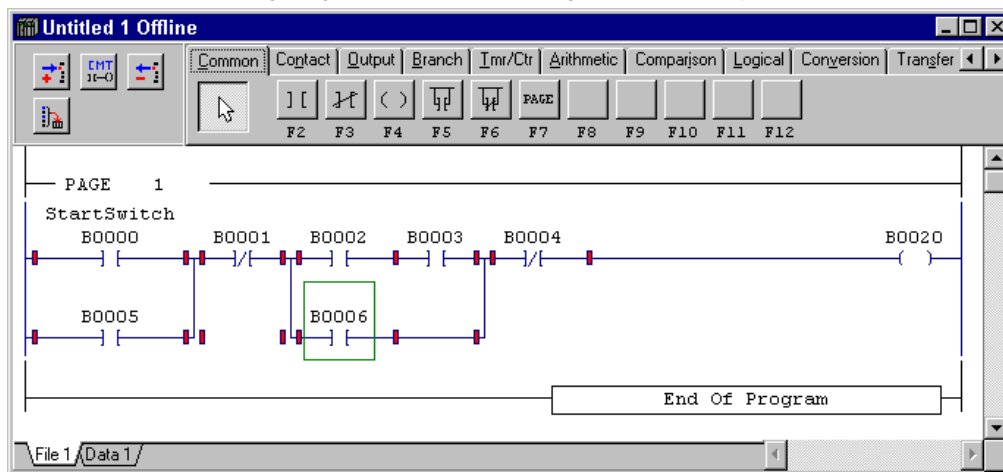 Untitled 1 Offline
CMT
Common Contact Output Branch Tmr/Ctr Arithmetic Comparison Logical Conversion Transfer
PAGE
F2 F3 F4 F5 F6 F7 F8 F9 F10 F11 F12
PAGE 1
StartSwitch
B0000 B0001 B0002 B0003 B0004 B0020
B0005 B0006
End Of Program
File 1 Data 1